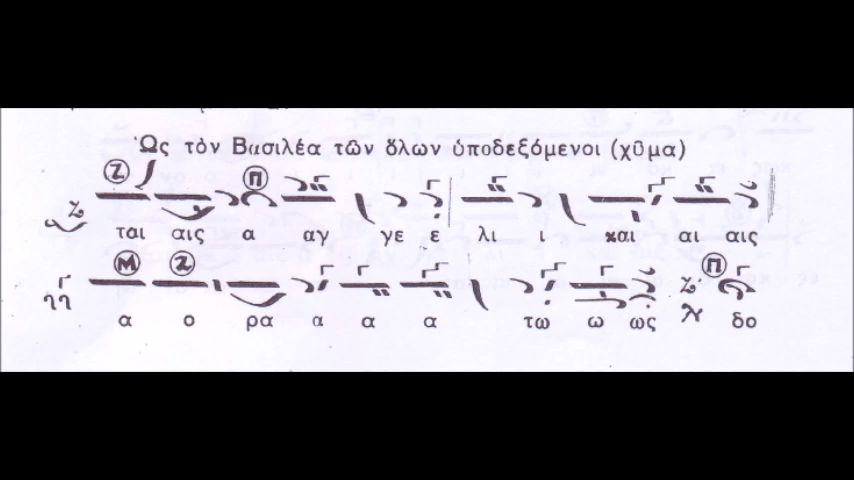 Ὡς τὸν Βασιλέα τῶν ὅλων ὑποδεξόμενοι (χῦμα)
Ζ Π
ται αις α αγ γε ε λι ι και αι αις
Μ Ζ Π
α ο ρα α α α τω ω ως δο